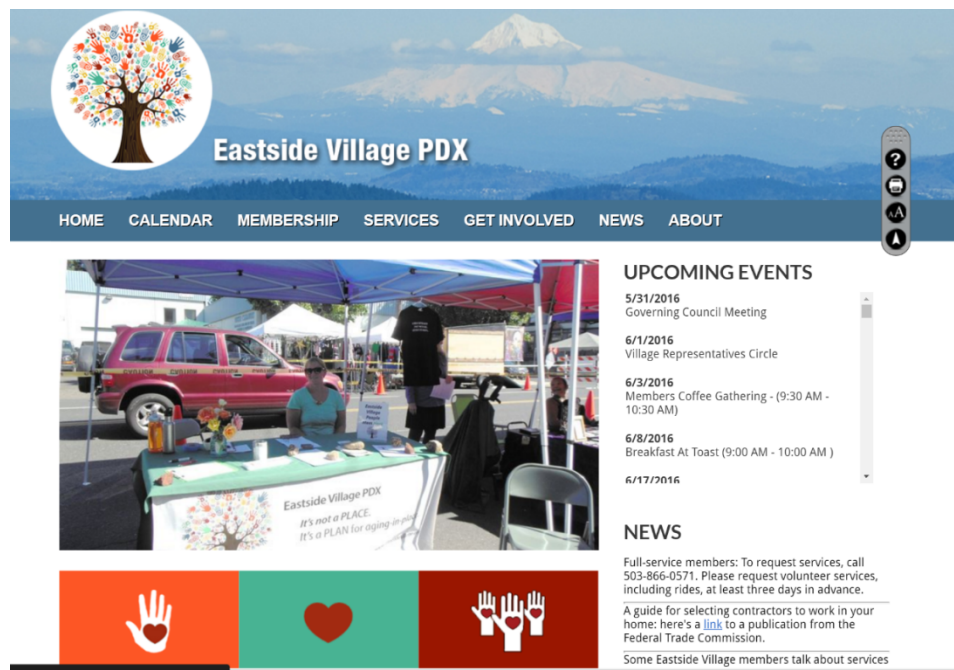 Eastside Village PDX
HOME CALENDAR MEMBERSHIP SERVICES GET INVOLVED NEWS ABOUT
?
AA
Eastside
Village
People
Eastside Village PDX
It's not a PLACE.
It's a PLAN for aging-in-pla
UPCOMING EVENTS
5/31/2016
Governing Council Meeting
6/1/2016
Village Representatives Circle
6/3/2016
Members Coffee Gathering - (9:30 AM -
10:30 AM)
6/8/2016
Breakfast At Toast (9:00 AM - 10:00 AM )
6/17/2016
NEWS
Full-service members: To request services, call
503-866-0571. Please request volunteer services,
including rides, at least three days in advance.
A guide for selecting contractors to work in your
home: here's a link to a publication from the
Federal Trade Commission.
Some Eastside Village members talk about services